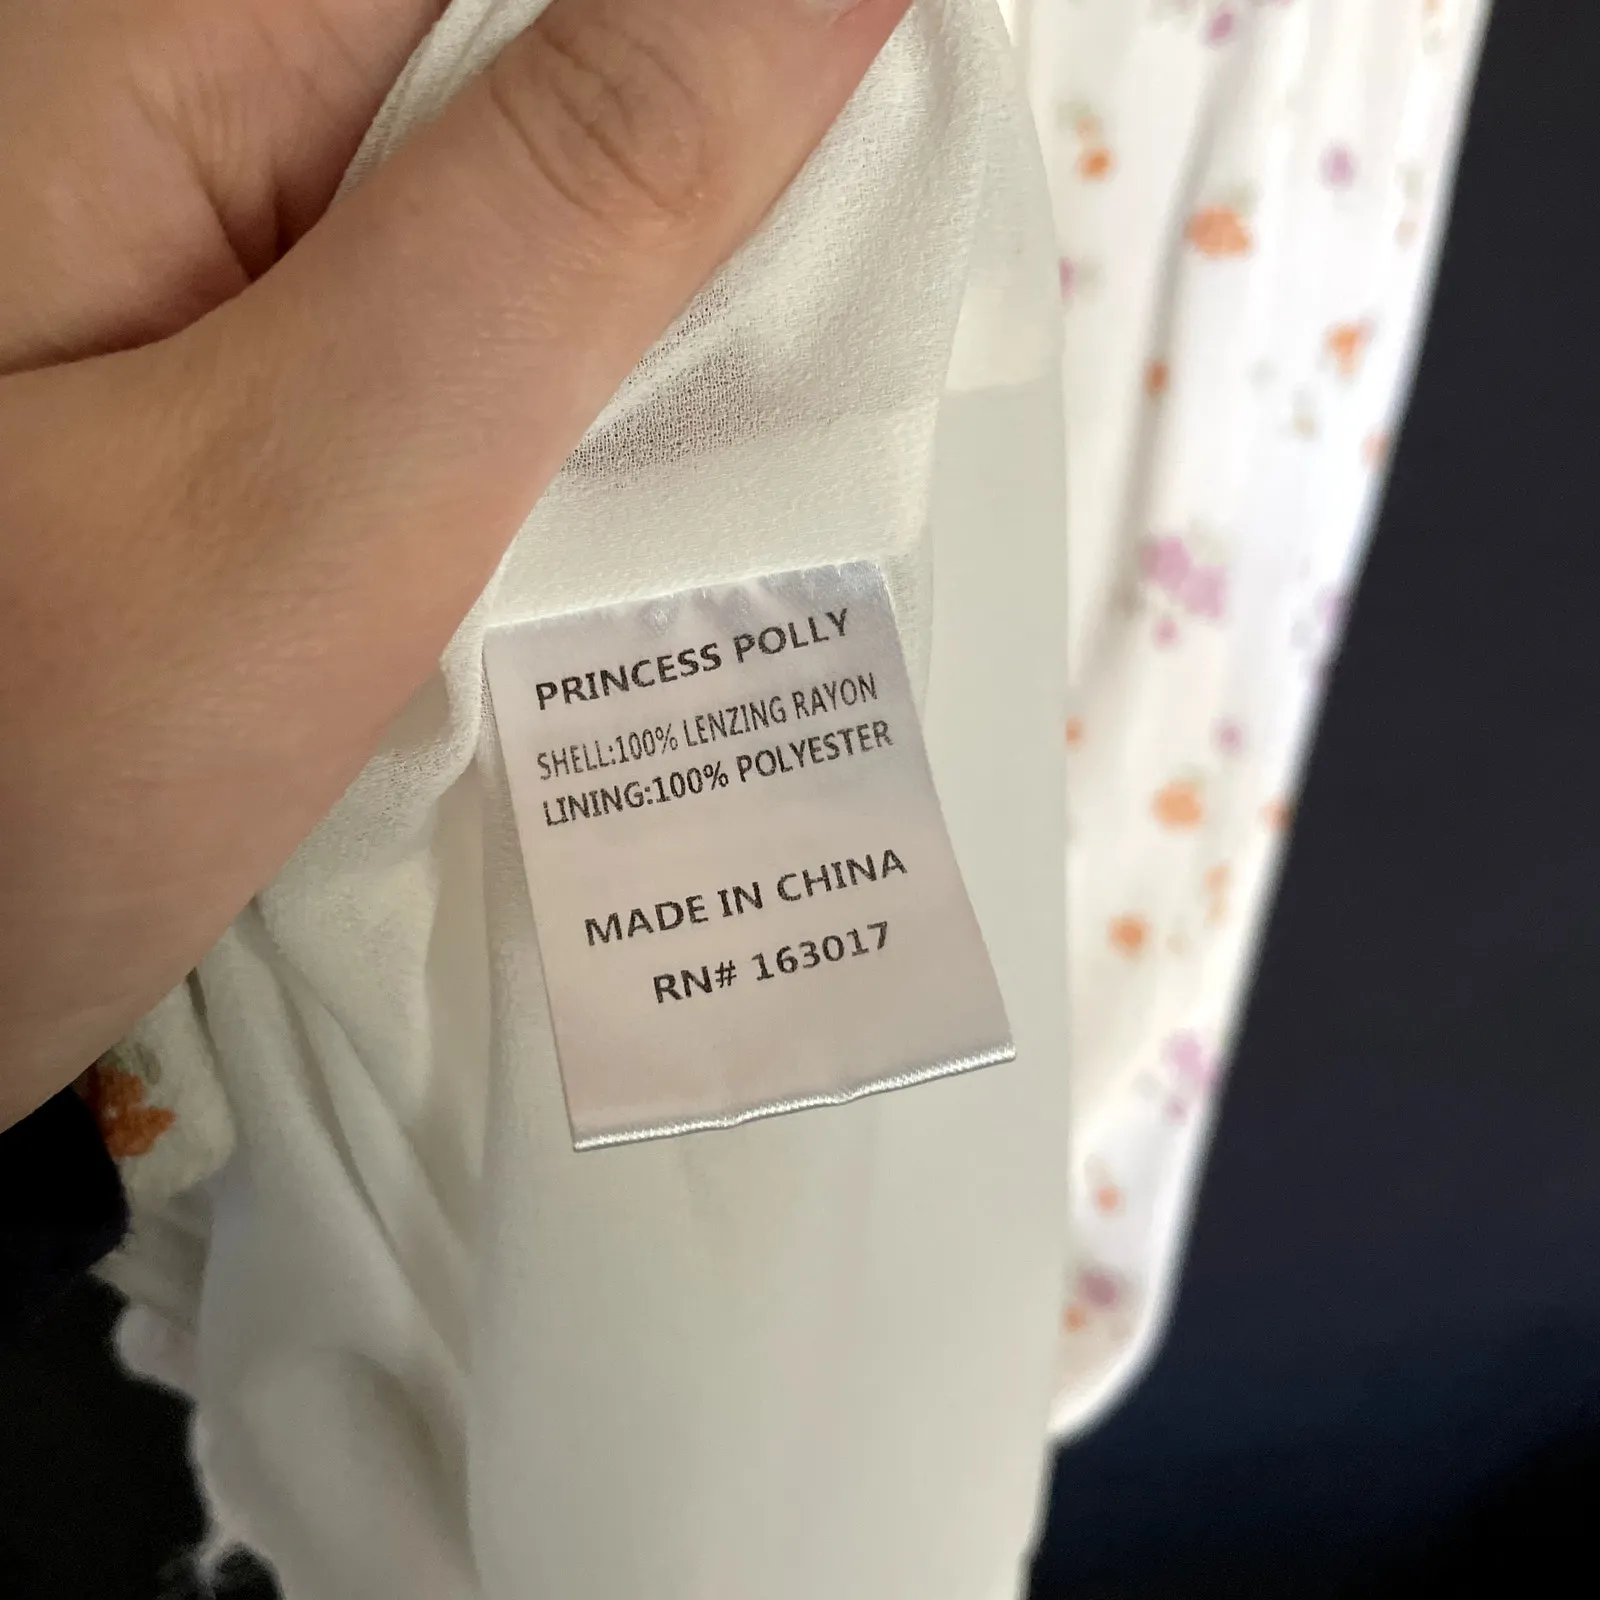 PRINCESS POLLY
SHELL:100% LENZING RAYON
LINING:100% POLYESTER
MADE IN CHINA
RN# 163017